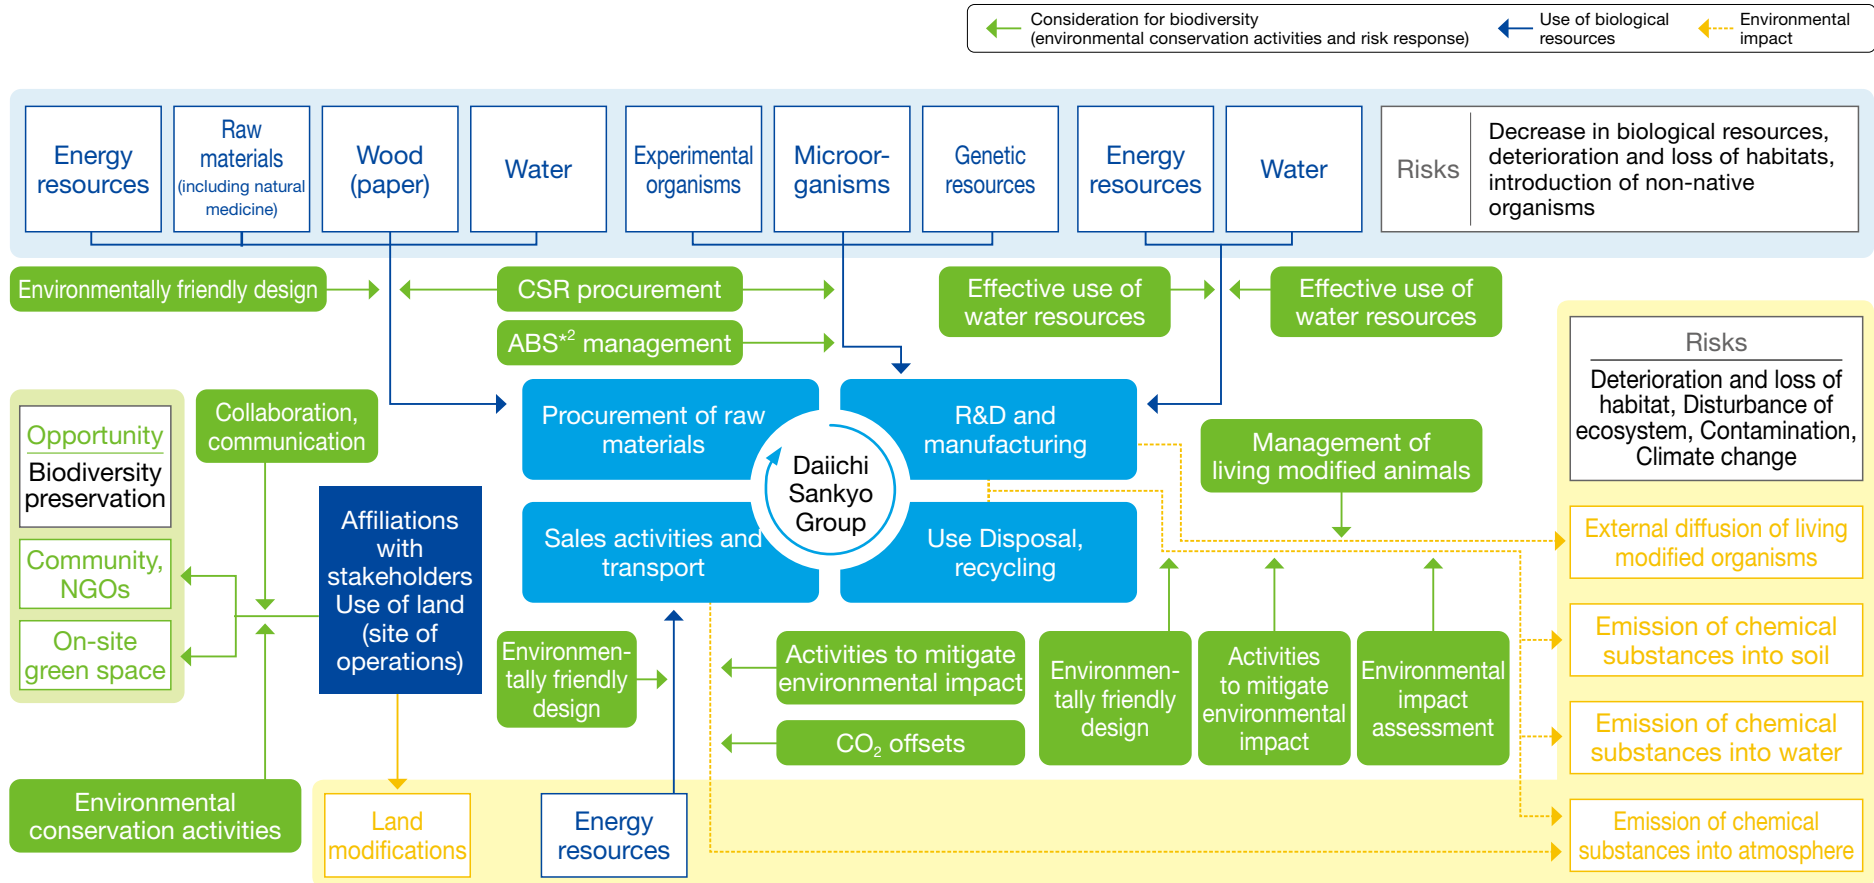 Consideration for biodiversity
(environmental conservation activities and risk response)
Use of biological
resources
Environmental
impact
Energy
resources
Raw
materials
(including natural
medicine)
Wood
(paper)
Water
Experimental
organisms
Microor-
ganisms
Genetic
resources
Energy
resources
Water
Risks
Decrease in biological resources,
deterioration and loss of habitats,
introduction of non-native
organisms
Environmentally friendly design
CSR procurement
ABS*2 management
Effective use of
water resources
Effective use of
water resources
Risks
Deterioration and loss of
habitat, Disturbance of
ecosystem, Contamination,
Climate change
Opportunity
Biodiversity
preservation
Community,
NGOs
On-site
green space
Collaboration,
communication
Affiliations
with
stakeholders
Use of land
(site of
operations)
Procurement of raw
materials
R&D and
manufacturing
Daiichi
Sankyo
Group
Sales activities and
transport
Use Disposal,
recycling
Management of
living modified animals
External diffusion of living
modified organisms
Emission of chemical
substances into soil
Emission of chemical
substances into water
Emission of chemical
substances into atmosphere
Environmen-
tally friendly
design
Activities to mitigate
environmental impact
CO2 offsets
Environmen-
tally friendly
design
Activities
to mitigate
environmental
impact
Environmental
impact
assessment
Environmental
conservation activities
Land
modifications
Energy
resources